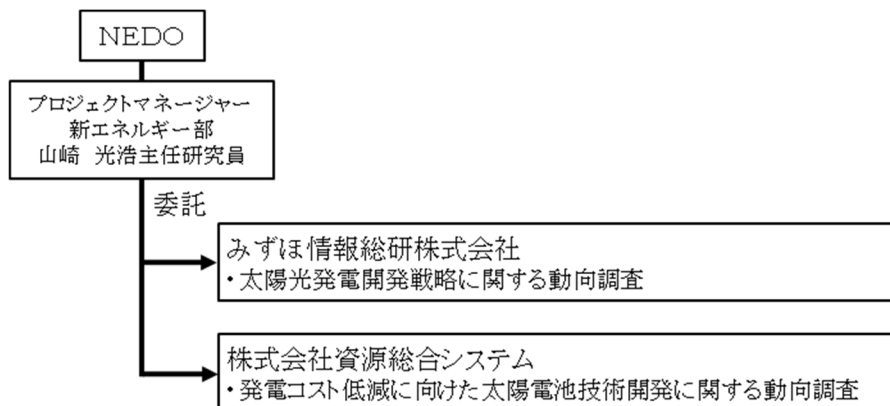 NEDO
プロジェクトマネージャー
新エネルギー部
山崎 光浩主任研究員
委託
みずほ情報総研株式会社
・太陽光発電開発戦略に関する動向調査
株式会社資源総合システム
・発電コスト低減に向けた太陽電池技術開発に関する動向調査